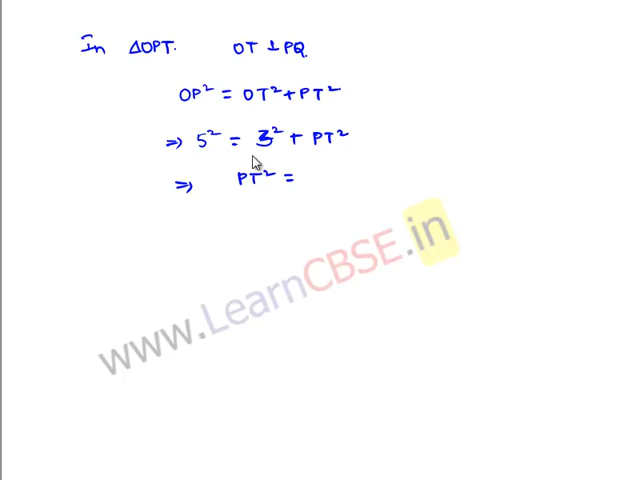 In ΔOPT. OT ⊥ PQ.
OP² = OT² + PT²
⇒ 5² = 3² + PT²
⇒ PT² =
www.LearnCBSE.in